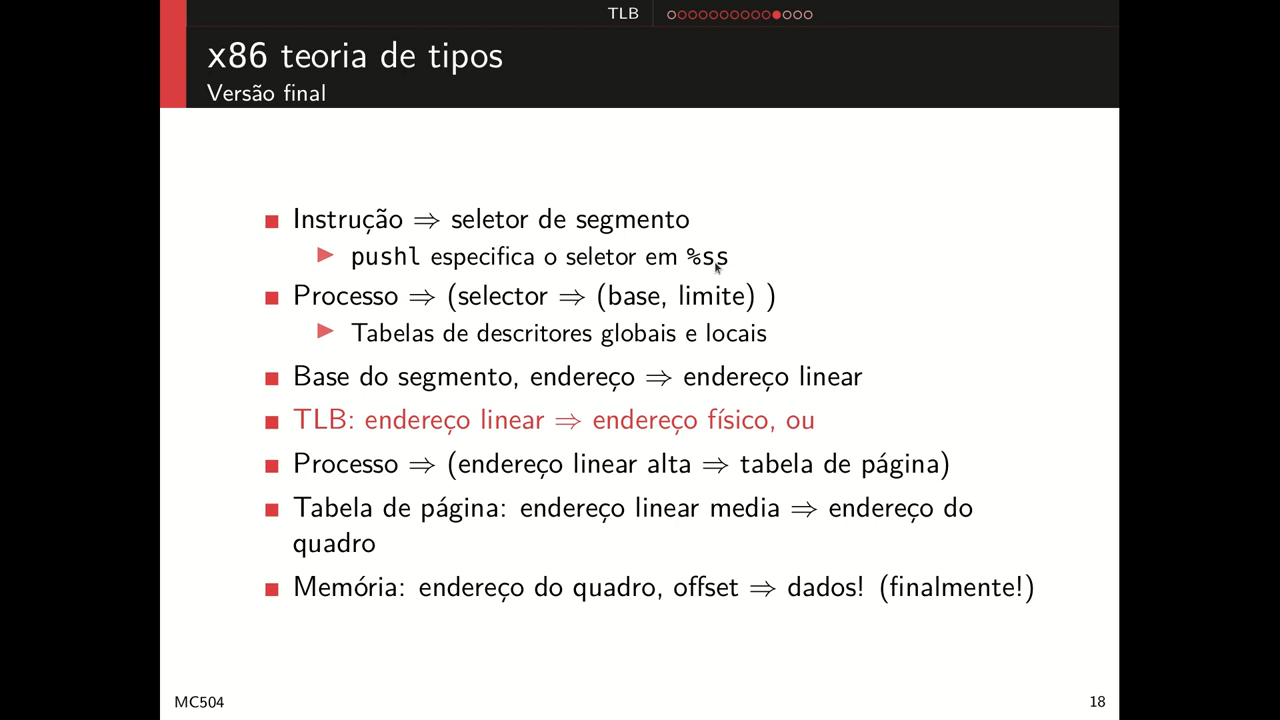 TLB
x86 teoria de tipos
Versão final
Instrução ⇒ seletor de segmento
pushl especifica o seletor em %ss
Processo ⇒ (selector ⇒ (base, limite) )
Tabelas de descritores globais e locais
Base do segmento, endereço ⇒ endereço linear
TLB: endereço linear ⇒ endereço físico, ou
Processo ⇒ (endereço linear alta ⇒ tabela de página)
Tabela de página: endereço linear media ⇒ endereço do
quadro
Memória: endereço do quadro, offset ⇒ dados! (finalmente!)
MC504
18